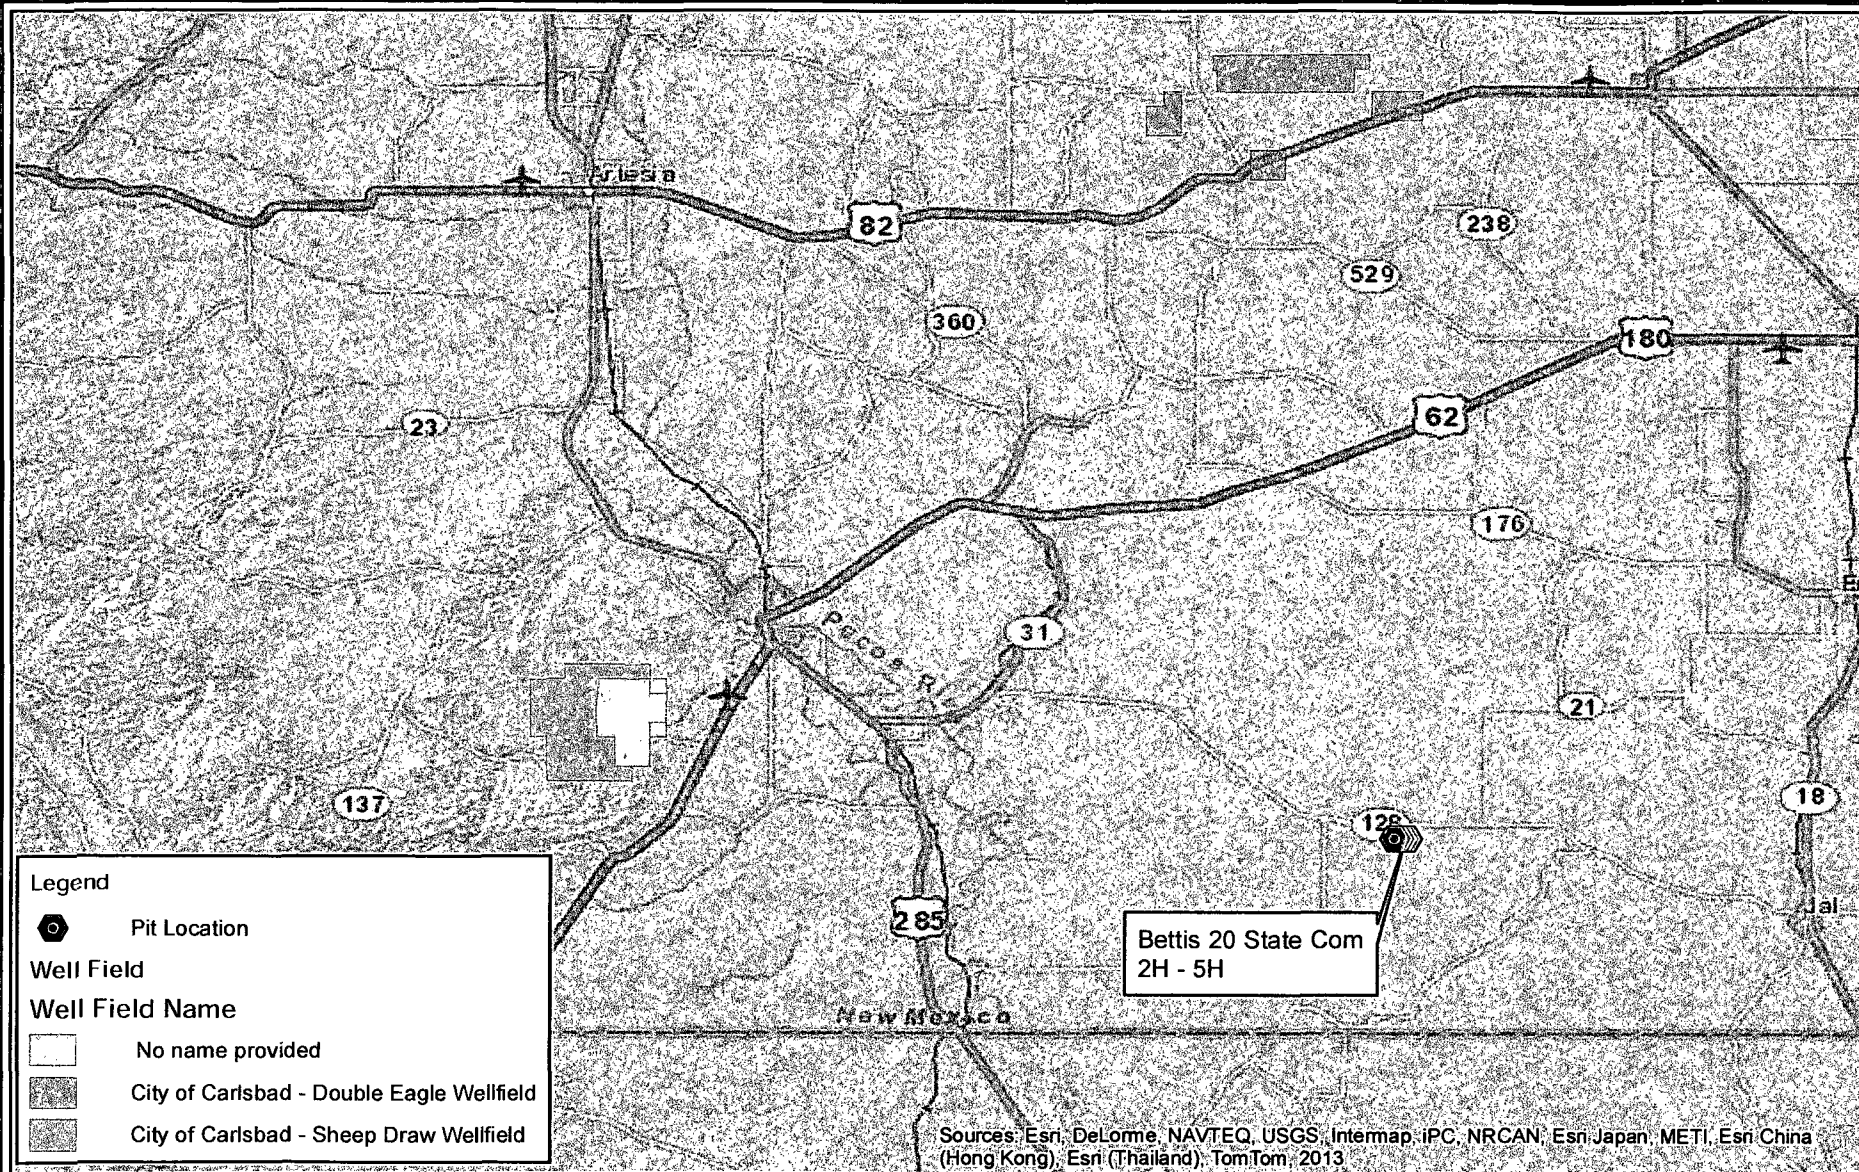 Artesia
82
238
529
360
180
23
62
176
Pecos R
31
21
137
18
128
Jal
285
Bettis 20 State Com
2H - 5H
New Mexico
Legend
Pit Location
Well Field
Well Field Name
No name provided
City of Carlsbad - Double Eagle Wellfield
City of Carlsbad - Sheep Draw Wellfield
Sources: Esri, DeLorme, NAVTEQ, USGS, Intermap, iPC, NRCAN, Esri Japan, METI, Esri China
(Hong Kong), Esri (Thailand), TomTom, 2013